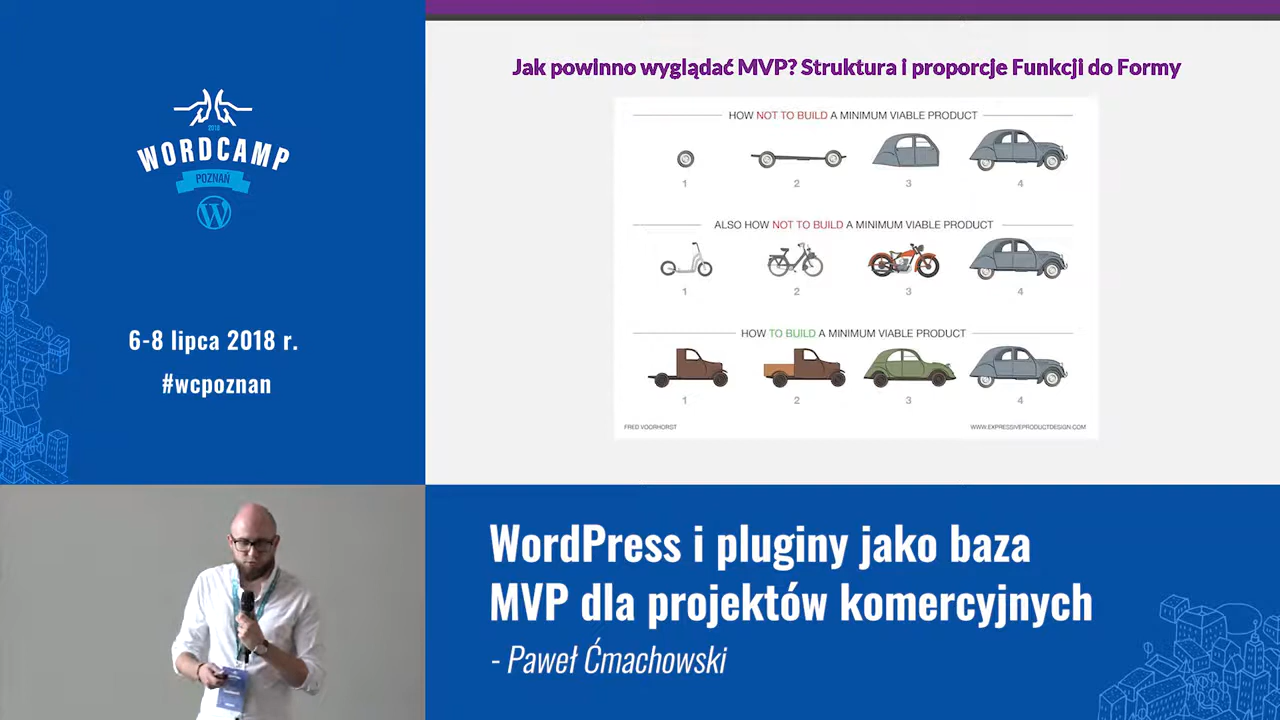 2018
WORDCAMP
POZNAŃ
6-8 lipca 2018 r.
#wcpoznan
Jak powinno wyglądać MVP? Struktura i proporcje Funkcji do Formy
HOW NOT TO BUILD A MINIMUM VIABLE PRODUCT
1 2 3 4
ALSO HOW NOT TO BUILD A MINIMUM VIABLE PRODUCT
1 2 3 4
HOW TO BUILD A MINIMUM VIABLE PRODUCT
1 2 3 4
FRED VOORHORST WWW.EXPRESSIVEPRODUCTDESIGN.COM
WordPress i pluginy jako baza
MVP dla projektów komercyjnych
- Paweł Ćmachowski